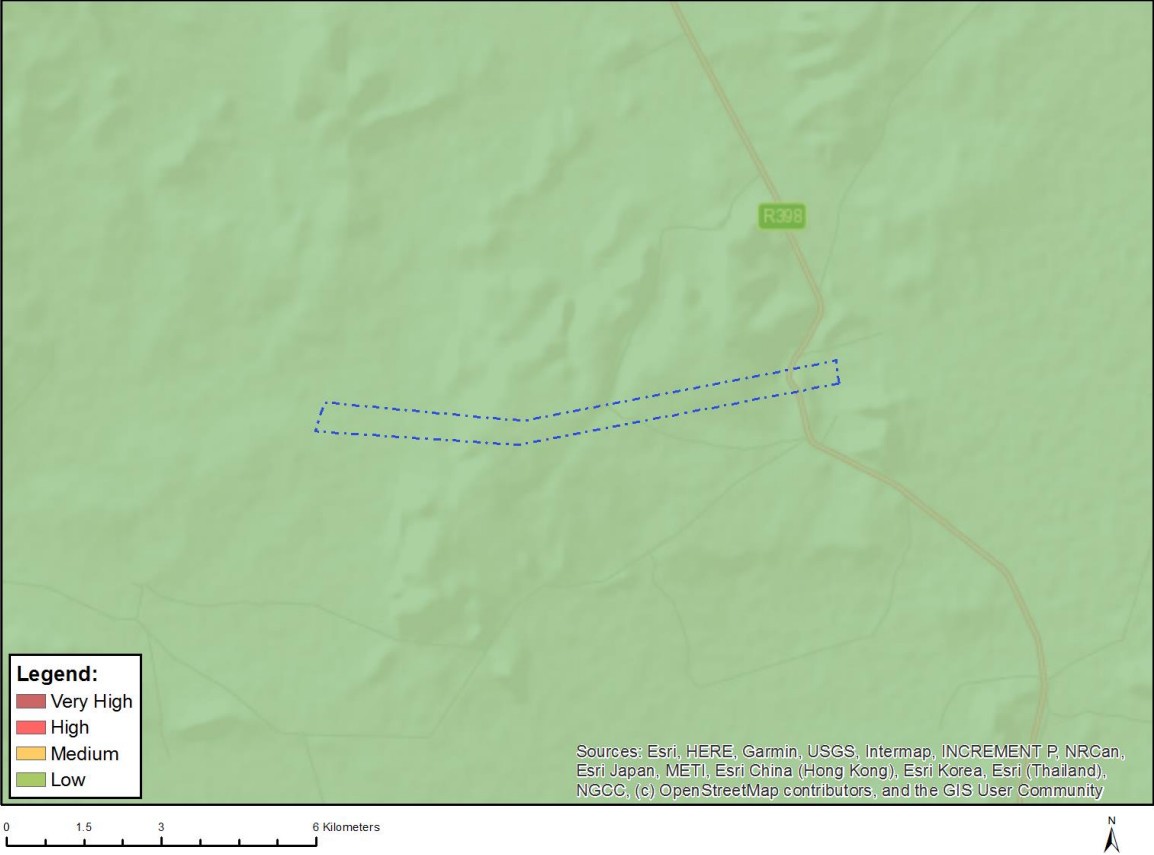 R398
Legend:
Very High
High
Medium
Low
Sources: Esri, HERE, Garmin, USGS, Intermap, INCREMENT P, NRCan,
Esri Japan, METI, Esri China (Hong Kong), Esri Korea, Esri (Thailand),
NGCC, (c) OpenStreetMap contributors, and the GIS User Community
0 1.5 3 6 Kilometers
N